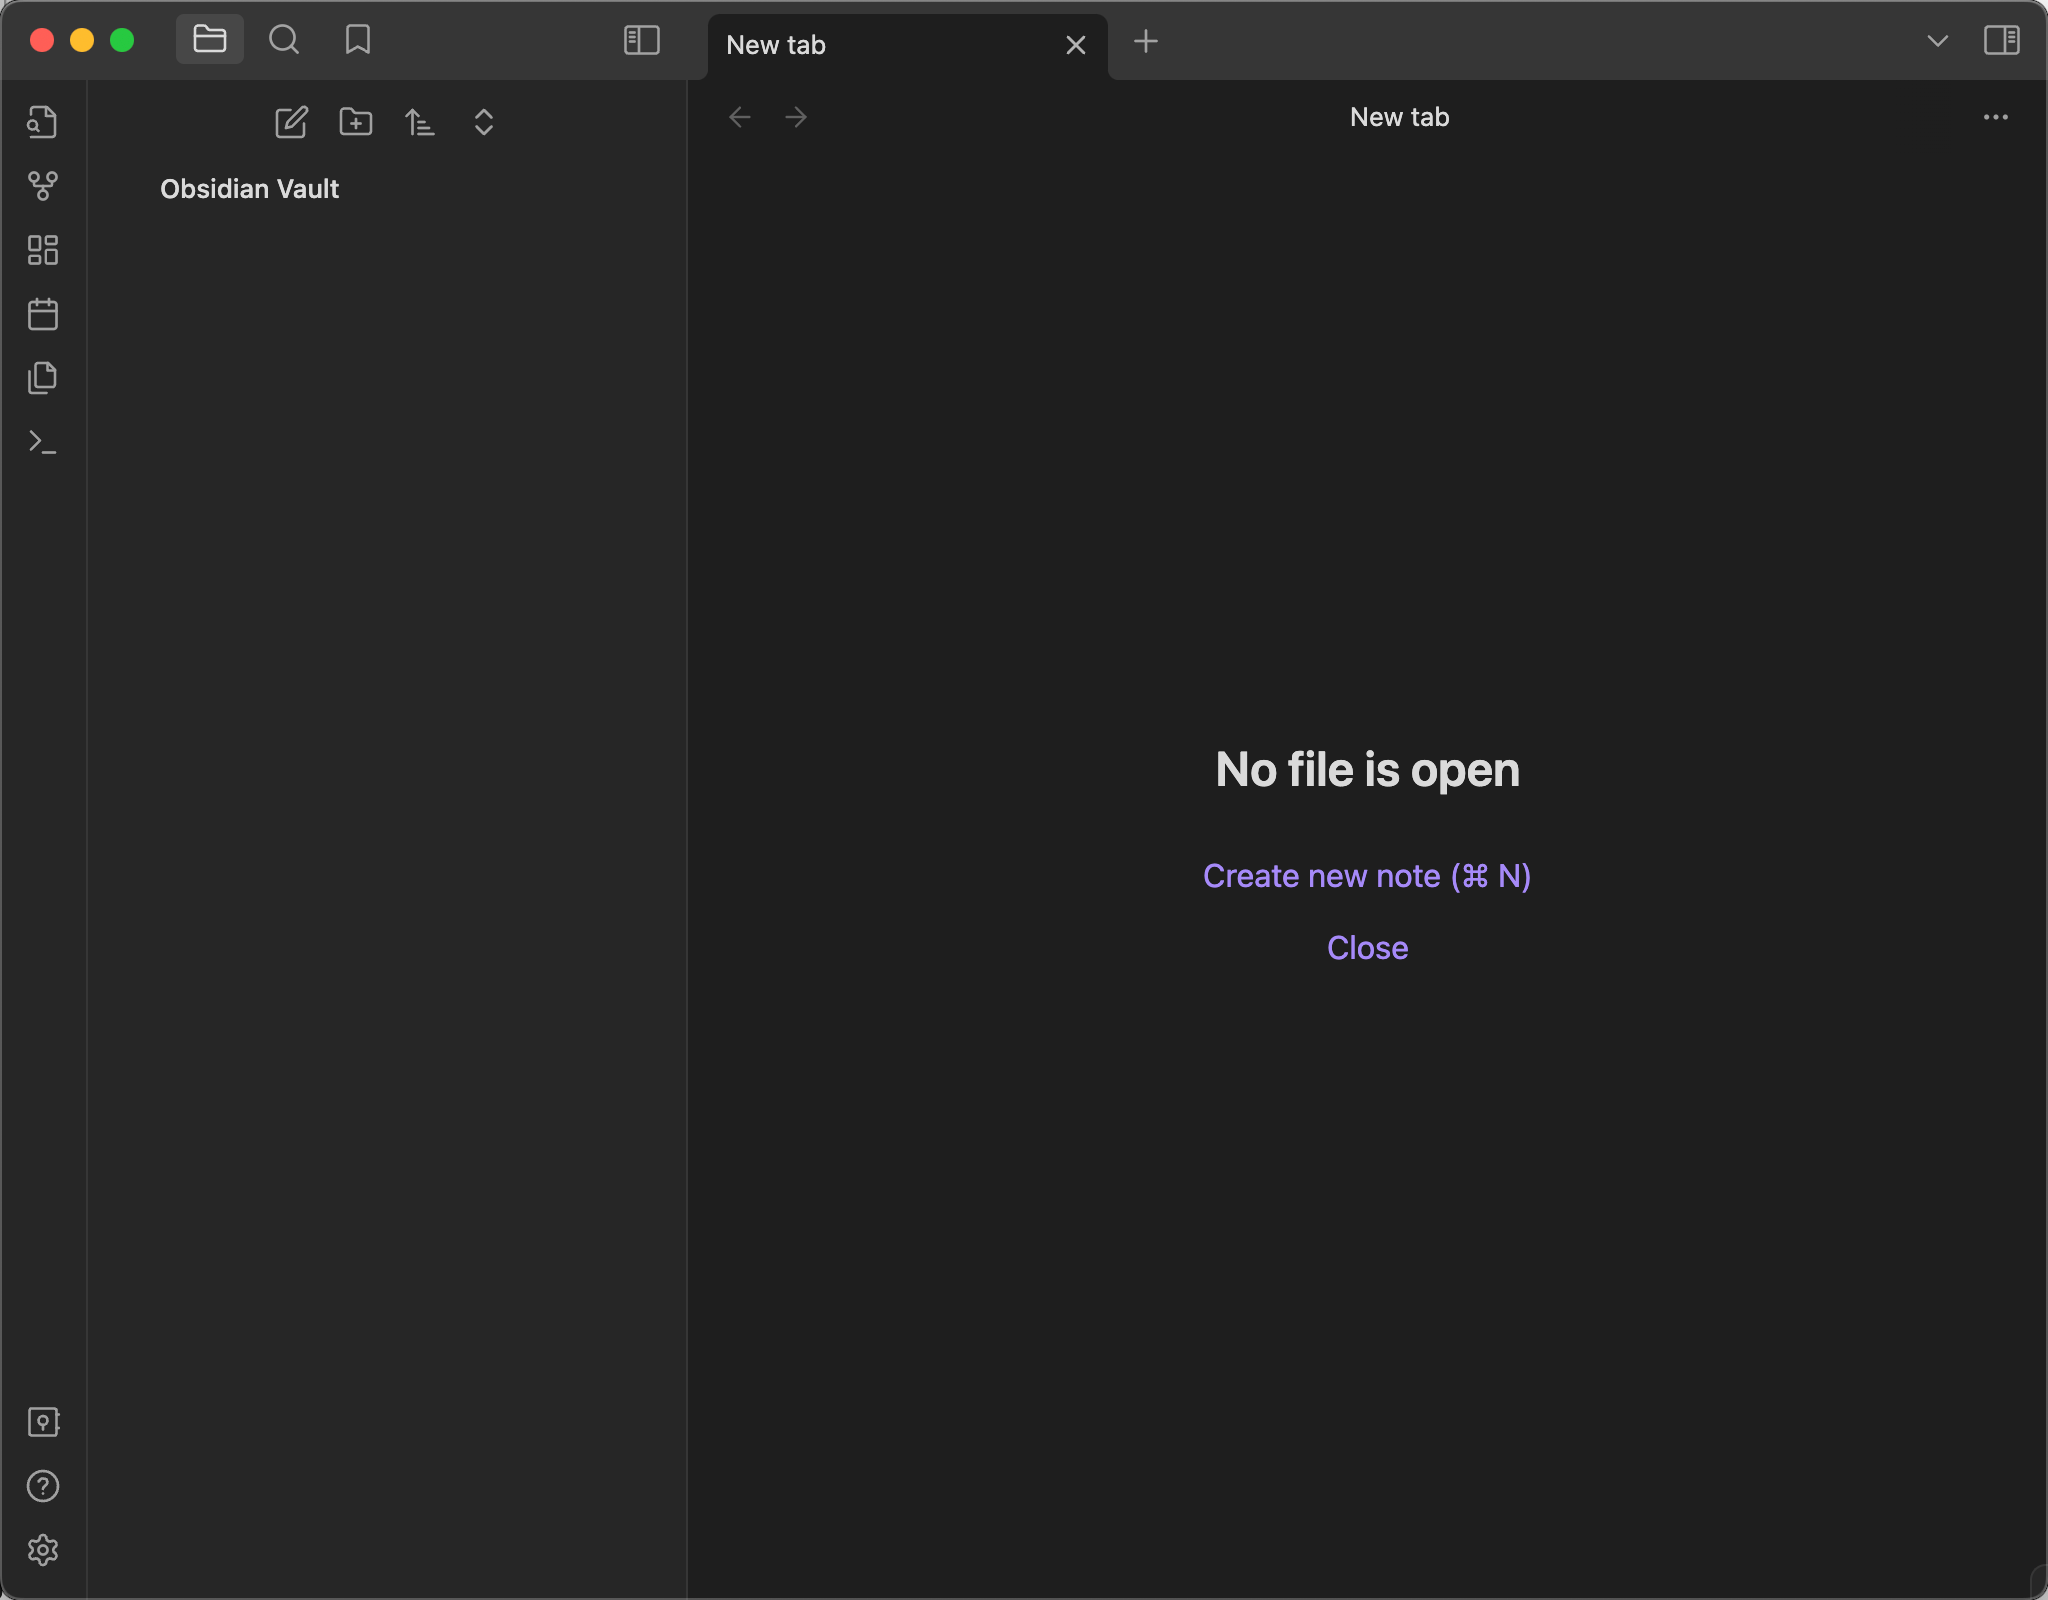 New tab
New tab
Obsidian Vault
No file is open
Create new note (⌘ N)
Close